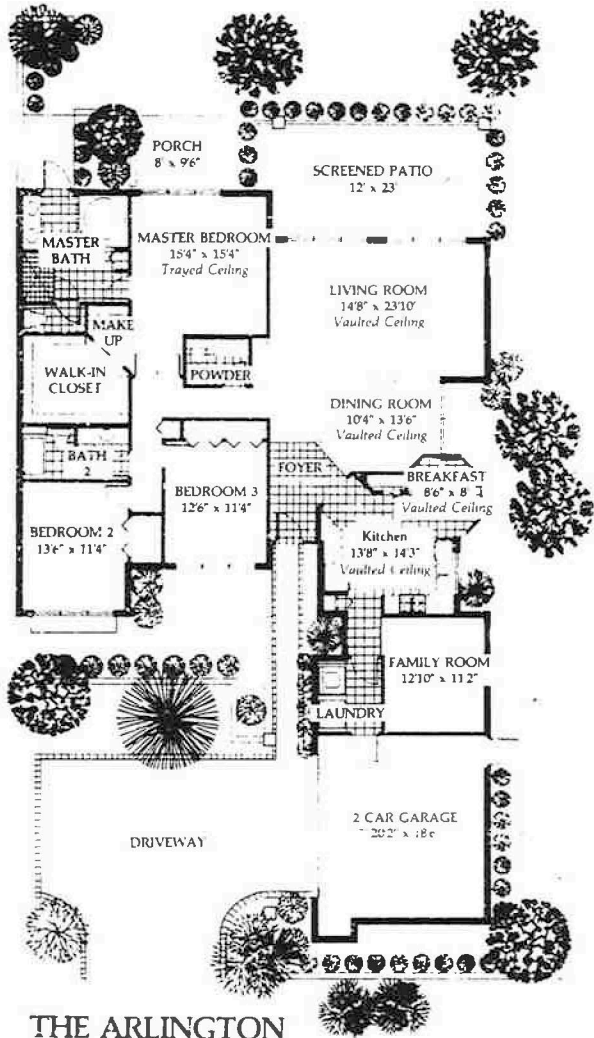 PORCH
8' x 9'6"
SCREENED PATIO
12' x 23'
MASTER
BATH
MASTER BEDROOM
15'4" x 15'4"
Trayed Ceiling
LIVING ROOM
14'8" x 23'10'
Vaulted Ceiling
MAKE
UP
WALK-IN
CLOSET
POWDER
DINING ROOM
10'4" x 13'6"
Vaulted Ceiling
BATH
2
FOYER
BREAKFAST
8'6" x 8'
Vaulted Ceiling
BEDROOM 3
12'6" x 11'4"
BEDROOM 2
13'6" x 11'4"
Kitchen
13'8" x 14'3"
Vaulted Ceiling
FAMILY ROOM
12'10" x 11'2"
LAUNDRY
2 CAR GARAGE
20'2" x 18'6
DRIVEWAY
THE ARLINGTON